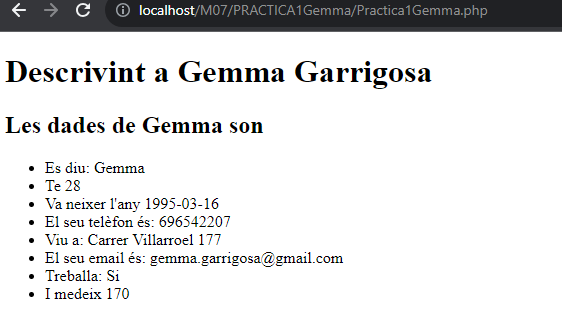 localhost/M07/PRACTICA1Gemma/Practica1Gemma.php
Descrivint a Gemma Garrigosa
Les dades de Gemma son
Es diu: Gemma
Te 28
Va neixer l'any 1995-03-16
El seu telèfon és: 696542207
Viu a: Carrer Villarroel 177
El seu email és: gemma.garrigosa@gmail.com
Treballa: Si
I medeix 170